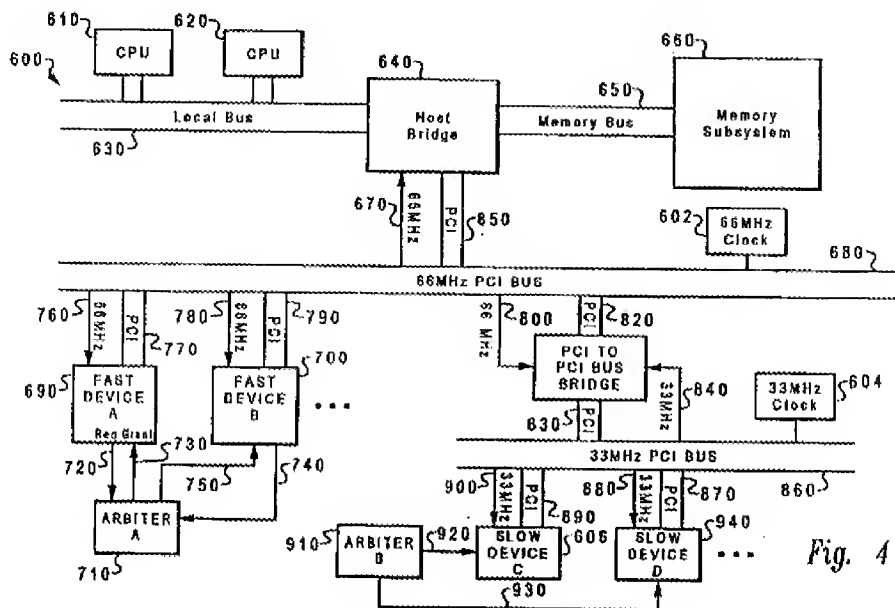 610
620
600
CPU
CPU
640
660
650
Local Bus
Host
Bridge
Memory Bus
Memory
Subsystem
630
670
66MHz
PCI
850
602
66MHz
Clock
680
66MHz PCI BUS
760
66MHz
PCI
770
780
66MHz
PCI
790
700
66 MHz
800
PCI
820
PCI TO
PCI BUS
BRIDGE
690
FAST
DEVICE
A
Req Grant
FAST
DEVICE
B
...
830
PCI
33MHz
840
33MHz
Clock
604
720
730
750
740
33MHz PCI BUS
860
ARBITER
A
710
900
33MHz
PCI
890
880
33MHz
PCI
870
910
ARBITER
B
920
SLOW
DEVICE
C
606
SLOW
DEVICE
D
940
...
930
Fig. 4